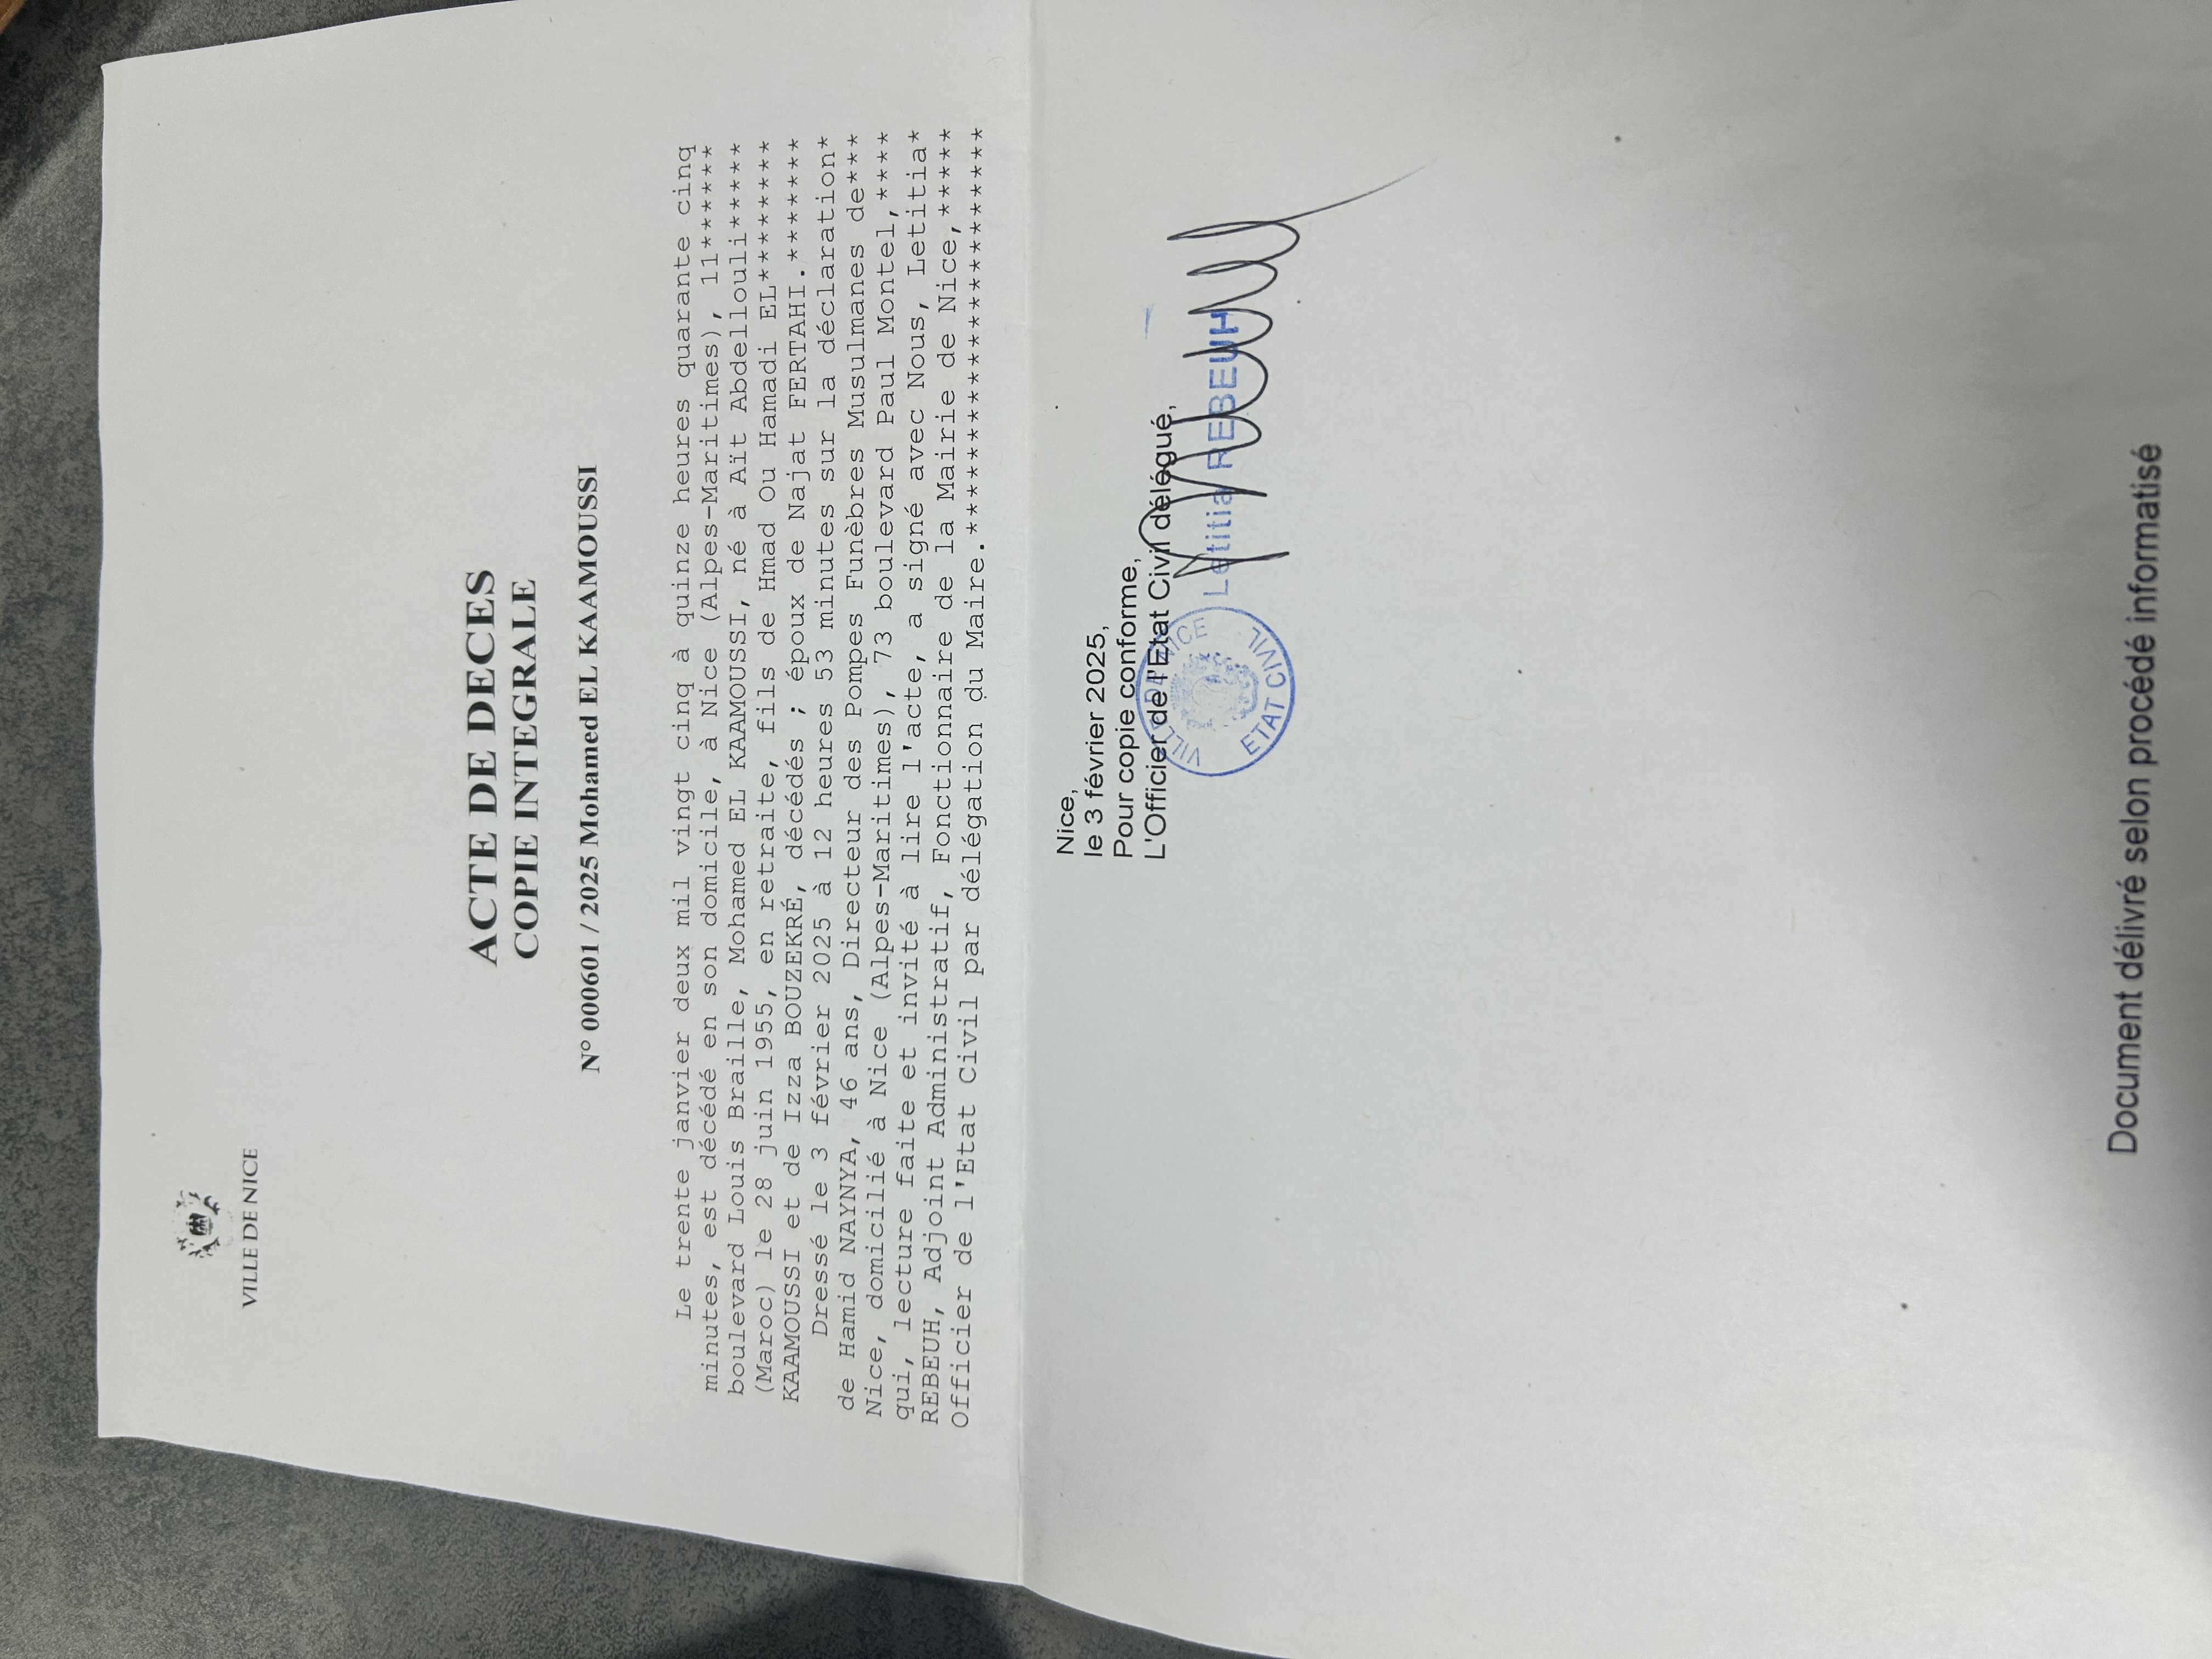 VILLE DE NICE
ACTE DE DECES
COPIE INTEGRALE
N° 000601 / 2025 Mohamed EL KAAMOUSSI
Le trente janvier deux mil vingt cinq à quinze heures quarante cinq
minutes, est décédé en son domicile, à Nice (Alpes-Maritimes), 11******
boulevard Louis Braille, Mohamed EL KAAMOUSSI, né à Aït Abdellouli*****
(Maroc) le 28 juin 1955, en retraite, fils de Hmad Ou Hamadi EL********
KAAMOUSSI et de Izza BOUZEKRÉ, décédés ; époux de Najat FERTAHI.*******
Dressé le 3 février 2025 à 12 heures 53 minutes sur la déclaration*
de Hamid NAYNYA, 46 ans, Directeur des Pompes Funèbres Musulmanes de***
Nice, domicilié à Nice (Alpes-Maritimes), 73 boulevard Paul Montel,****
qui, lecture faite et invité à lire l'acte, a signé avec Nous, Letitia*
REBEUH, Adjoint Administratif, Fonctionnaire de la Mairie de Nice,*****
Officier de l'Etat Civil par délégation du Maire.**********************
Nice,
le 3 février 2025,
Pour copie conforme,
L'Officier de l'Etat Civil délégué,
VILLE DE NICE
ETAT CIVIL
Letitia REBEUH
Document délivré selon procédé informatisé